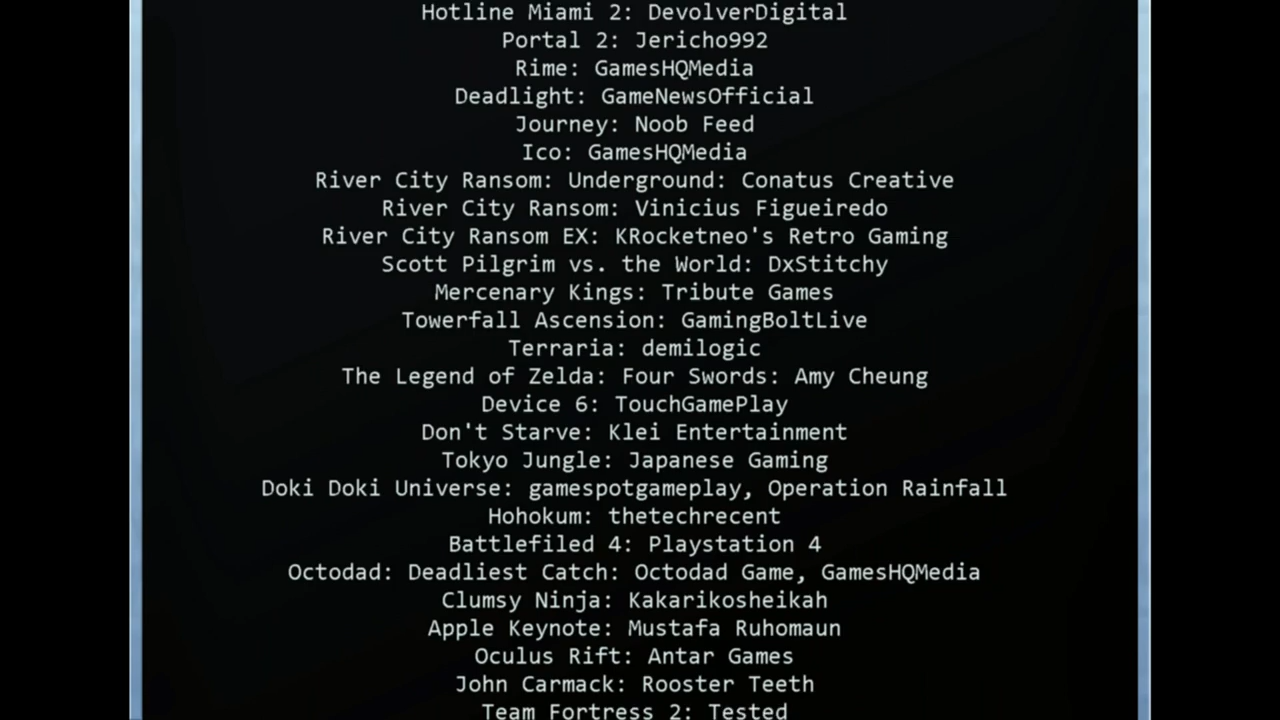 Hotline Miami 2: DevolverDigital
Portal 2: Jericho992
Rime: GamesHQMedia
Deadlight: GameNewsOfficial
Journey: Noob Feed
Ico: GamesHQMedia
River City Ransom: Underground: Conatus Creative
River City Ransom: Vinicius Figueiredo
River City Ransom EX: KRocketneo's Retro Gaming
Scott Pilgrim vs. the World: DxStitchy
Mercenary Kings: Tribute Games
Towerfall Ascension: GamingBoltLive
Terraria: demilogic
The Legend of Zelda: Four Swords: Amy Cheung
Device 6: TouchGamePlay
Don't Starve: Klei Entertainment
Tokyo Jungle: Japanese Gaming
Doki Doki Universe: gamespotgameplay, Operation Rainfall
Hohokum: thetechrecent
Battlefiled 4: Playstation 4
Octodad: Deadliest Catch: Octodad Game, GamesHQMedia
Clumsy Ninja: Kakarikosheikah
Apple Keynote: Mustafa Ruhomaun
Oculus Rift: Antar Games
John Carmack: Rooster Teeth
Team Fortress 2: Tested